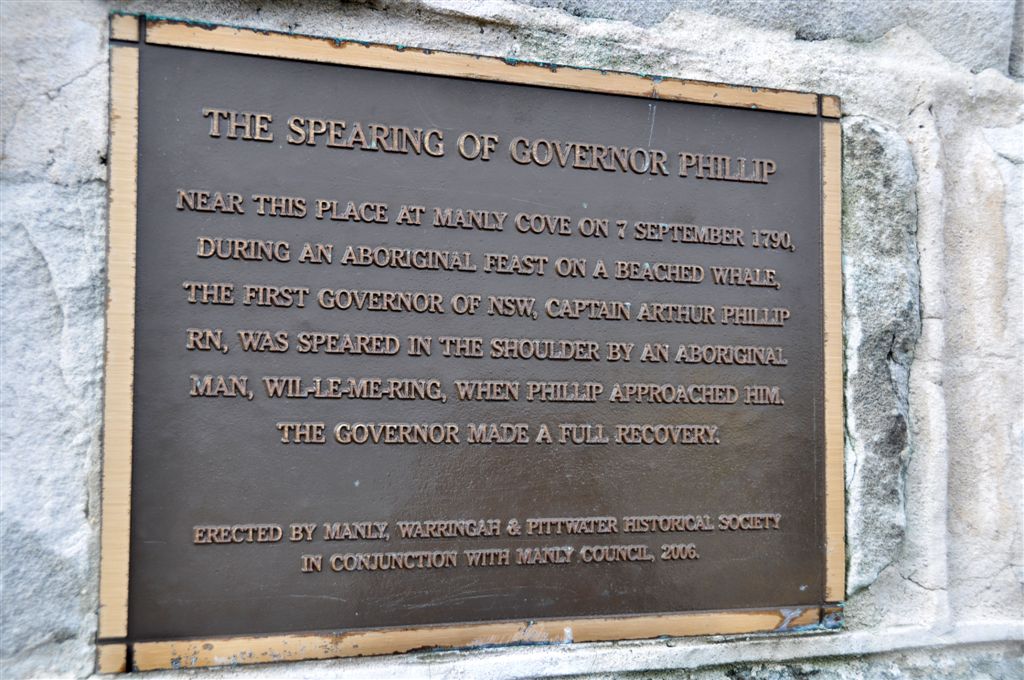 THE SPEARING OF GOVERNOR PHILLIP
NEAR THIS PLACE AT MANLY COVE ON 7 SEPTEMBER 1790,
DURING AN ABORIGINAL FEAST ON A BEACHED WHALE,
THE FIRST GOVERNOR OF NSW, CAPTAIN ARTHUR PHILLIP
RN, WAS SPEARED IN THE SHOULDER BY AN ABORIGINAL
MAN, WIL-LE-ME-RING, WHEN PHILLIP APPROACHED HIM.
THE GOVERNOR MADE A FULL RECOVERY.
ERECTED BY MANLY, WARRINGAH & PITTWATER HISTORICAL SOCIETY
IN CONJUNCTION WITH MANLY COUNCIL, 2006.